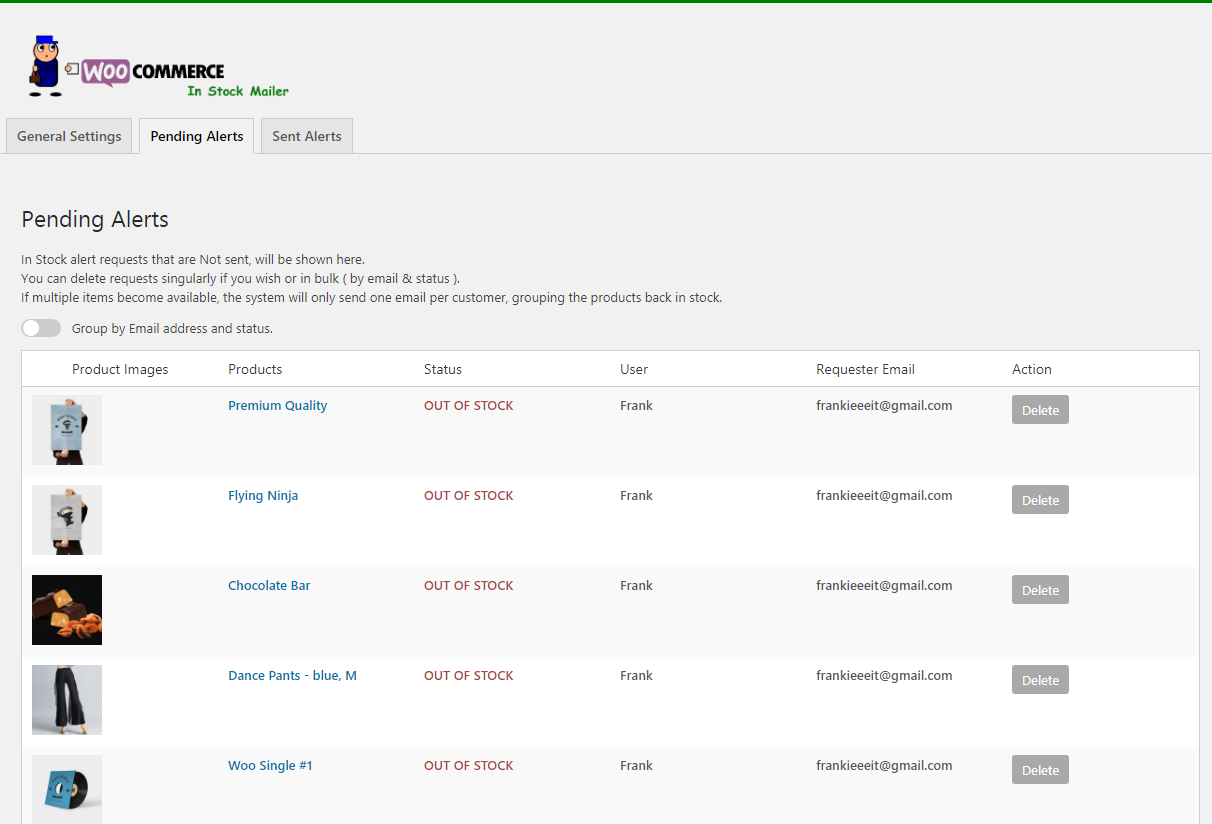 WOO COMMERCE
In Stock Mailer
General Settings
Pending Alerts
Sent Alerts
Pending Alerts
In Stock alert requests that are Not sent, will be shown here.
You can delete requests singularly if you wish or in bulk ( by email & status ).
If multiple items become available, the system will only send one email per customer, grouping the products back in stock.
Group by Email address and status.
Product Images Products Status User Requester Email Action
Premium Quality OUT OF STOCK Frank frankieeeit@gmail.com Delete
Flying Ninja OUT OF STOCK Frank frankieeeit@gmail.com Delete
Chocolate Bar OUT OF STOCK Frank frankieeeit@gmail.com Delete
Dance Pants - blue, M OUT OF STOCK Frank frankieeeit@gmail.com Delete
Woo Single #1 OUT OF STOCK Frank frankieeeit@gmail.com Delete